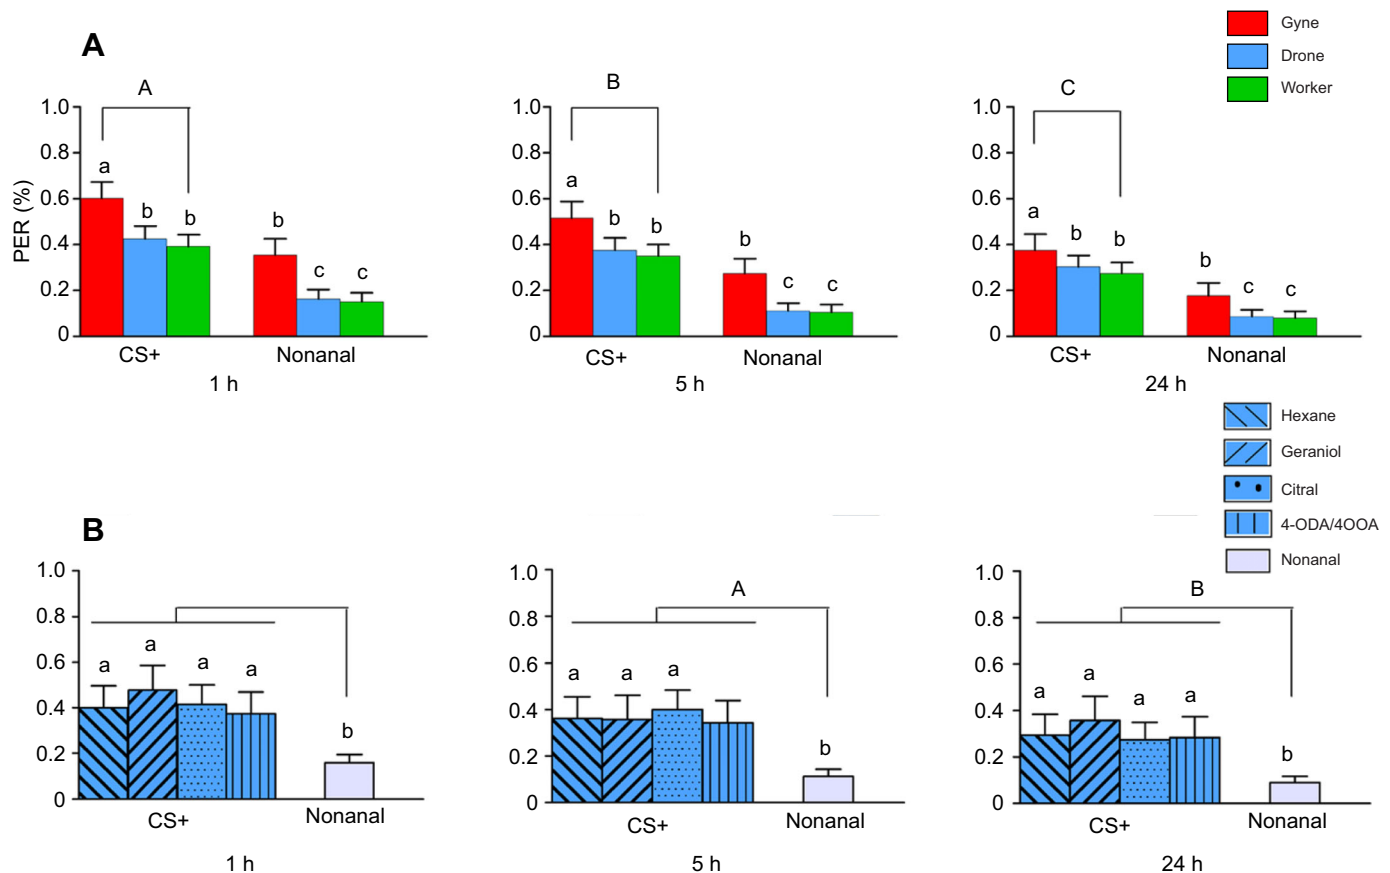 A
Gyne
Drone
Worker
PER (%)
1.0
0.8
0.6
0.4
0.2
0
A
a
b
b
b
c
c
CS+
Nonanal
1 h
1.0
0.8
0.6
0.4
0.2
0
B
a
b
b
b
c
c
CS+
Nonanal
5 h
1.0
0.8
0.6
0.4
0.2
0
C
a
b
b
b
c
c
CS+
Nonanal
24 h
Hexane
Geraniol
Citral
4-ODA/4OOA
Nonanal
B
1.0
0.8
0.6
0.4
0.2
0
a
a
a
a
b
CS+
Nonanal
1 h
1.0
0.8
0.6
0.4
0.2
0
A
a
a
a
b
CS+
Nonanal
5 h
1.0
0.8
0.6
0.4
0.2
0
B
a
a
a
a
b
CS+
Nonanal
24 h